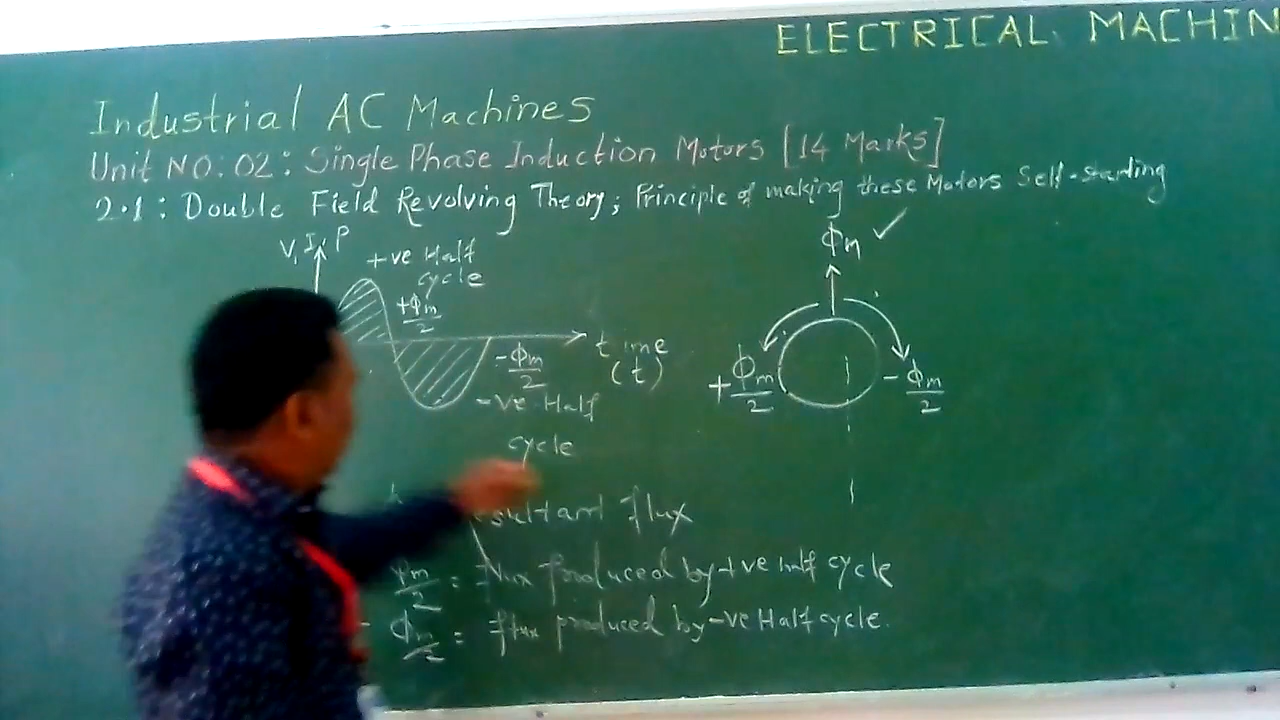 ELECTRICAL MACHIN
Industrial AC Machines
Unit NO:02: Single Phase Induction Motors [14 Marks]
2.1: Double Field Revolving Theory; Principle of making these Motors Self-starting
V, I, P
+ve Half
cycle
+Φm/2
time
(t)
-Φm/2
-ve Half
cycle
Φm ✓
+Φm/2
-Φm/2
flux
Φm/2 = flux produced by +ve half cycle
- Φm/2 = flux produced by -ve Half cycle.